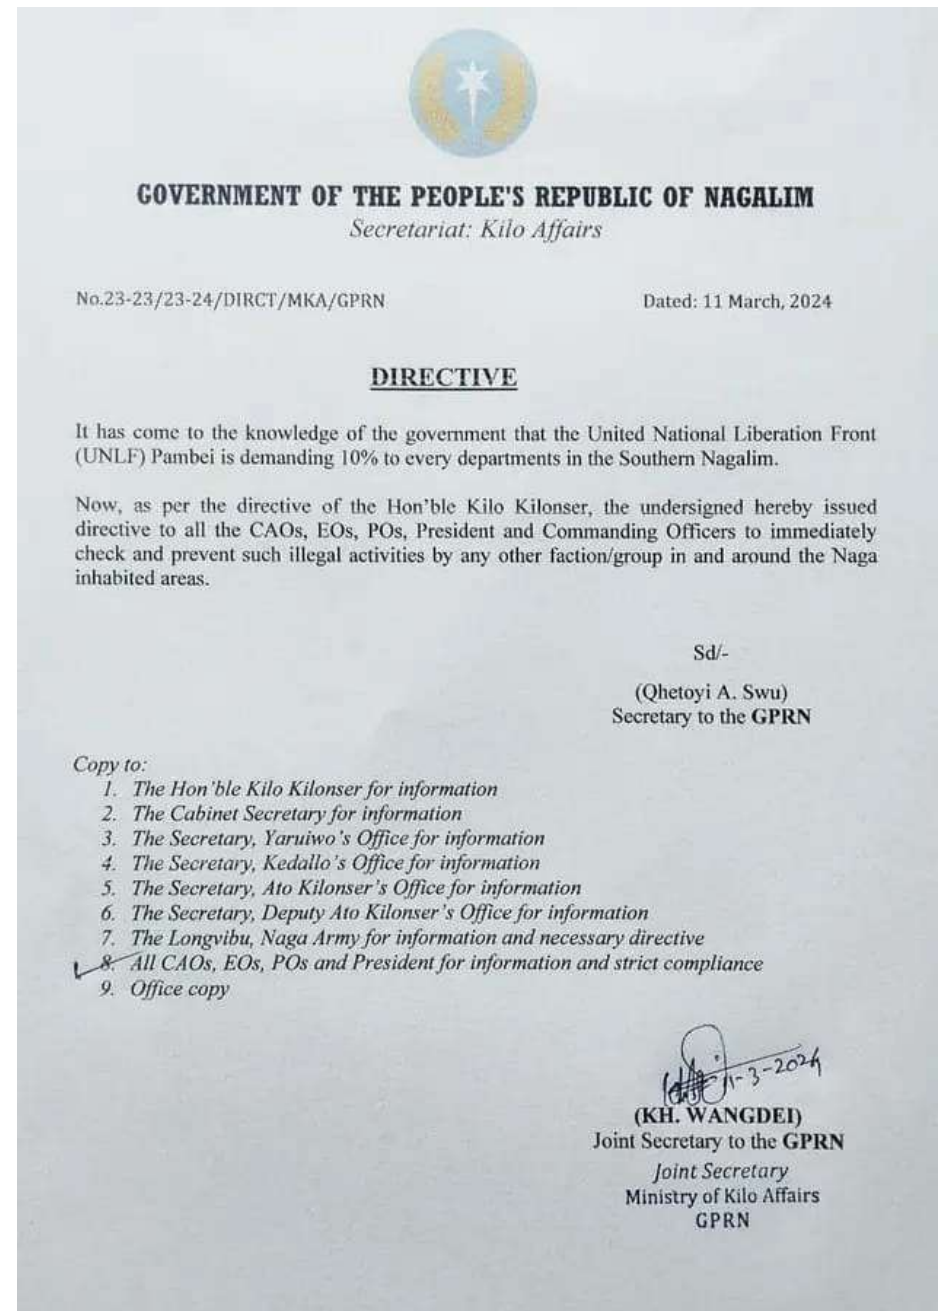 GOVERNMENT OF THE PEOPLE'S REPUBLIC OF NAGALIM
Secretariat: Kilo Affairs
No.23-23/23-24/DIRCT/MKA/GPRN Dated: 11 March, 2024
DIRECTIVE
It has come to the knowledge of the government that the United National Liberation Front
(UNLF) Pambei is demanding 10% to every departments in the Southern Nagalim.
Now, as per the directive of the Hon'ble Kilo Kilonser, the undersigned hereby issued
directive to all the CAOs, EOs, POs, President and Commanding Officers to immediately
check and prevent such illegal activities by any other faction/group in and around the Naga
inhabited areas.
Sd/-
(Qhetoyi A. Swu)
Secretary to the GPRN
Copy to:
1. The Hon'ble Kilo Kilonser for information
2. The Cabinet Secretary for information
3. The Secretary, Yaruiwo's Office for information
4. The Secretary, Kedallo's Office for information
5. The Secretary, Ato Kilonser's Office for information
6. The Secretary, Deputy Ato Kilonser's Office for information
7. The Longvibu, Naga Army for information and necessary directive
8. All CAOs, EOs, POs and President for information and strict compliance
9. Office copy
11-3-2024
(KH. WANGDEI)
Joint Secretary to the GPRN
Joint Secretary
Ministry of Kilo Affairs
GPRN